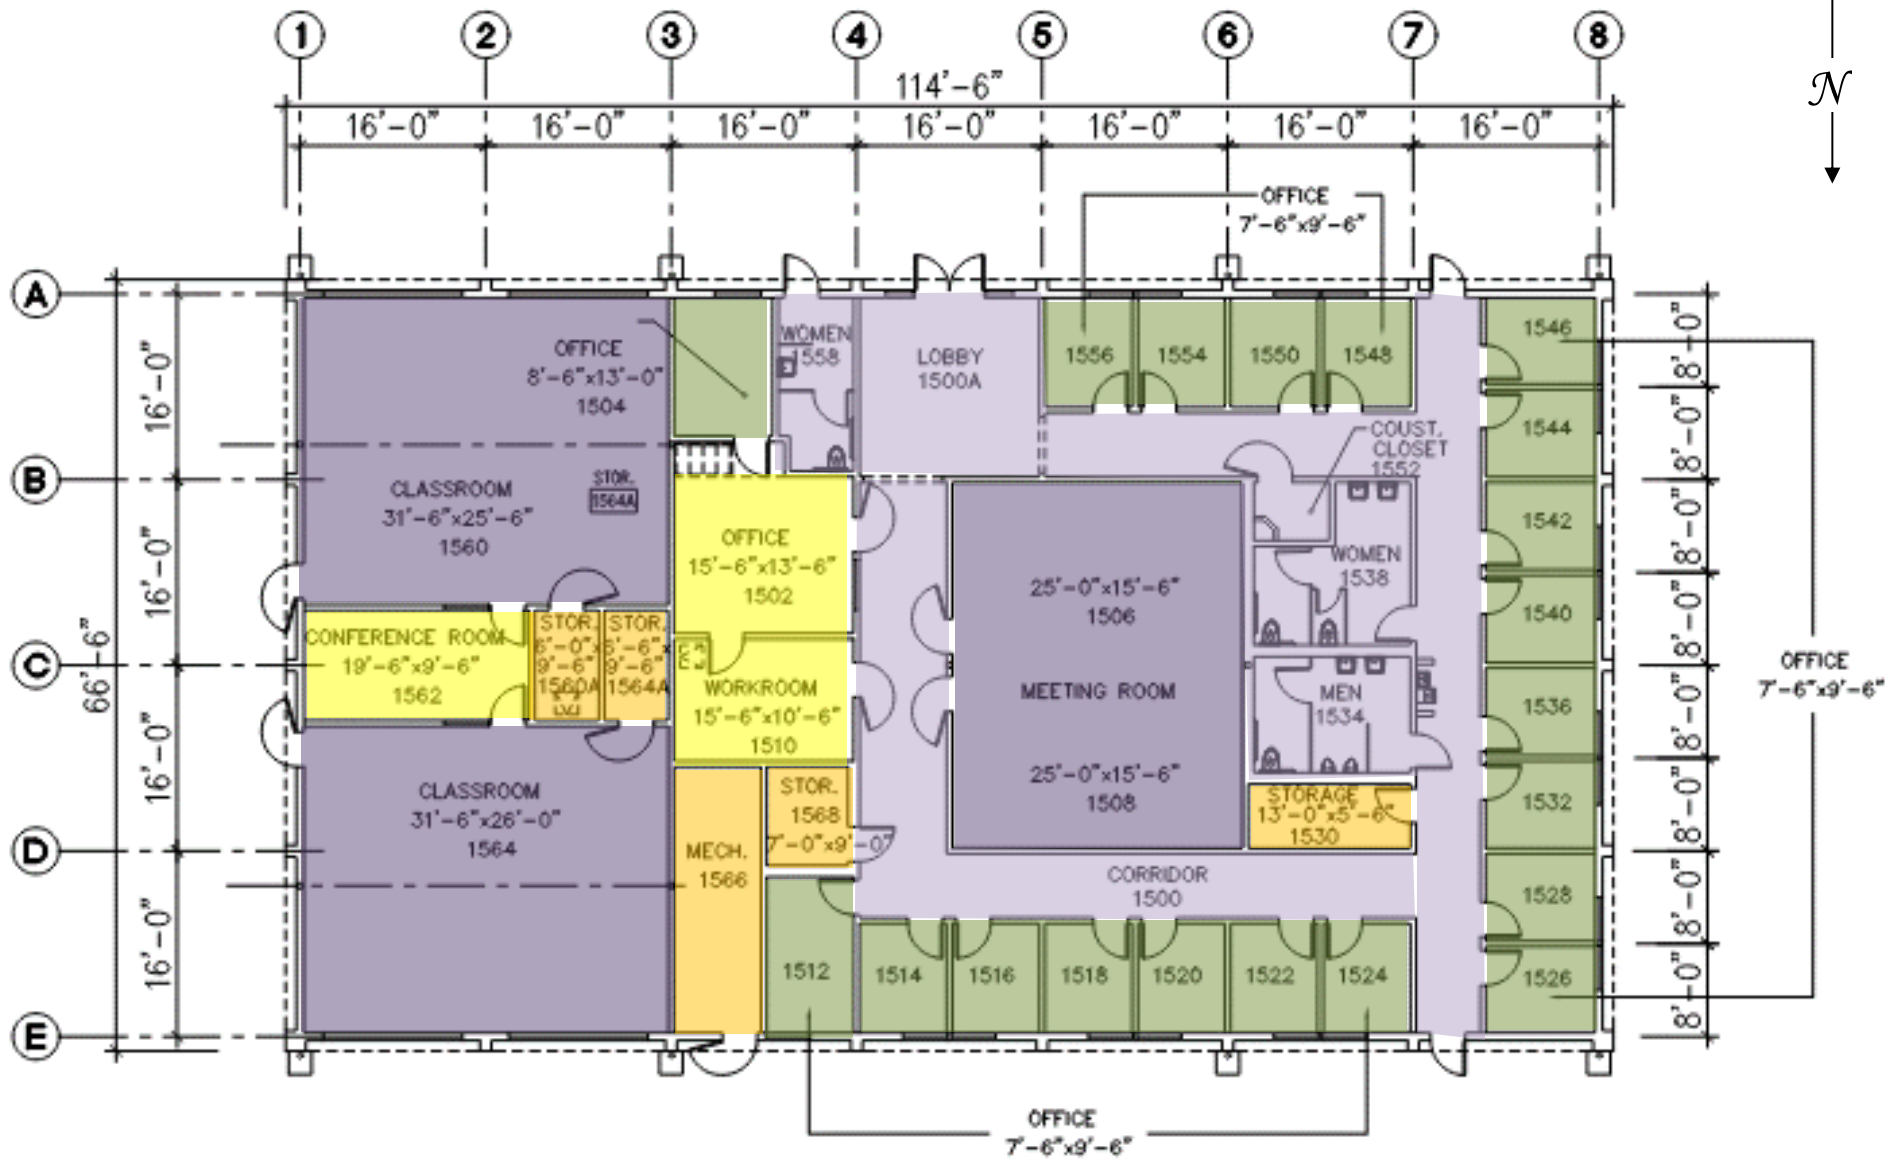 1 2 3 4 5 6 7 8
114'-6"
N
16'-0" 16'-0" 16'-0" 16'-0" 16'-0" 16'-0" 16'-0"
OFFICE
7'-6"x9'-6"
A
B
C
D
E
66'-6"
16'-0"
16'-0"
16'-0"
16'-0"
OFFICE
8'-6"x13'-0"
1504
CLASSROOM
31'-6"x25'-6"
1560
STOR.
1564A
CONFERENCE ROOM
19'-6"x9'-6"
1562
STOR.
6'-0"x
9'-6"
1560A
STOR.
6'-6"x
9'-6"
1564A
CLASSROOM
31'-6"x26'-0"
1564
WOMEN
1558
LOBBY
1500A
OFFICE
15'-6"x13'-6"
1502
WORKROOM
15'-6"x10'-6"
1510
STOR.
1568
7'-0"x9'-0"
MECH.
1566
1556 1554 1550 1548
COUST.
CLOSET
1552
25'-0"x15'-6"
1506
MEETING ROOM
25'-0"x15'-6"
1508
WOMEN
1538
MEN
1534
STORAGE
13'-0"x5'-6"
1530
CORRIDOR
1500
1512 1514 1516 1518 1520 1522 1524
1546
1544
1542
1540
1536
1532
1528
1526
8'-0"
8'-0"
8'-0"
8'-0"
8'-0"
8'-0"
8'-0"
8'-0"
OFFICE
7'-6"x9'-6"
OFFICE
7'-6"x9'-6"